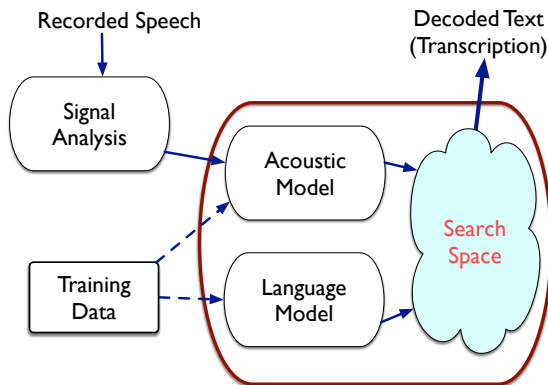 Recorded Speech
Decoded Text
(Transcription)
Signal
Analysis
Acoustic
Model
Search
Space
Training
Data
Language
Model